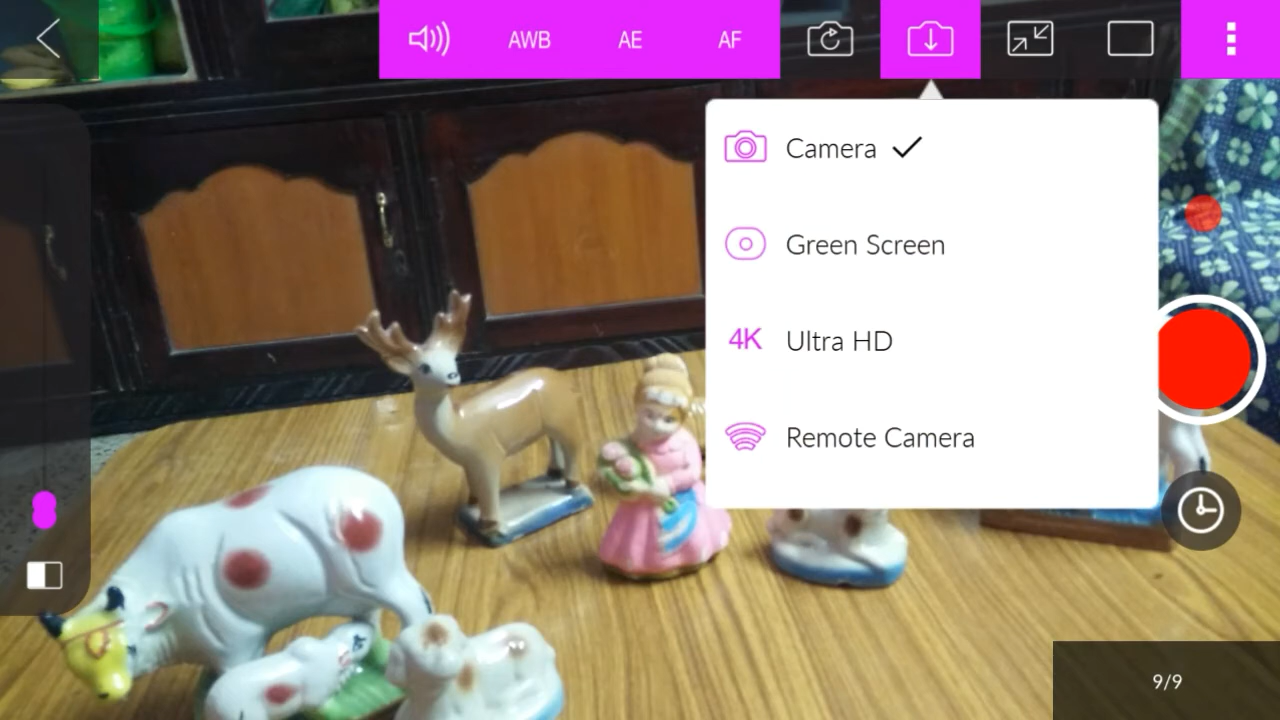 AWB AE AF
Camera
Green Screen
4K Ultra HD
Remote Camera
9/9